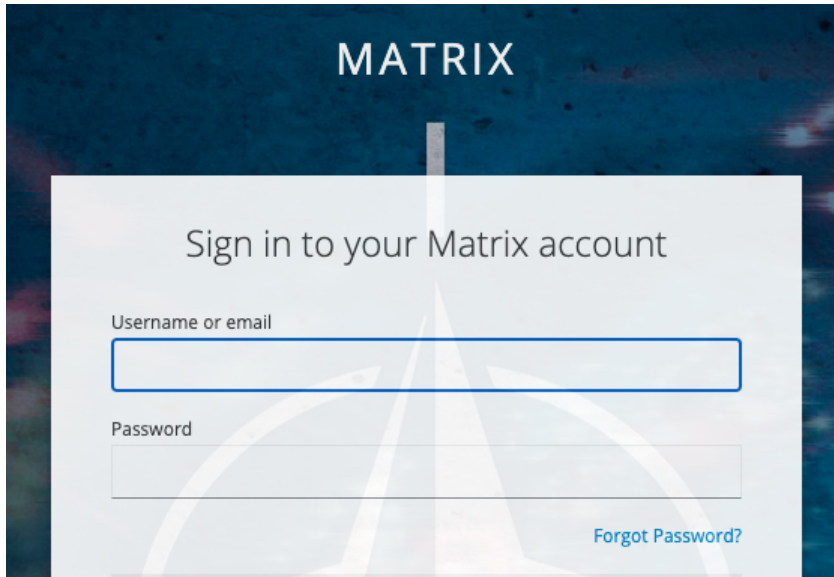 MATRIX
Sign in to your Matrix account
Username or email
Password
Forgot Password?